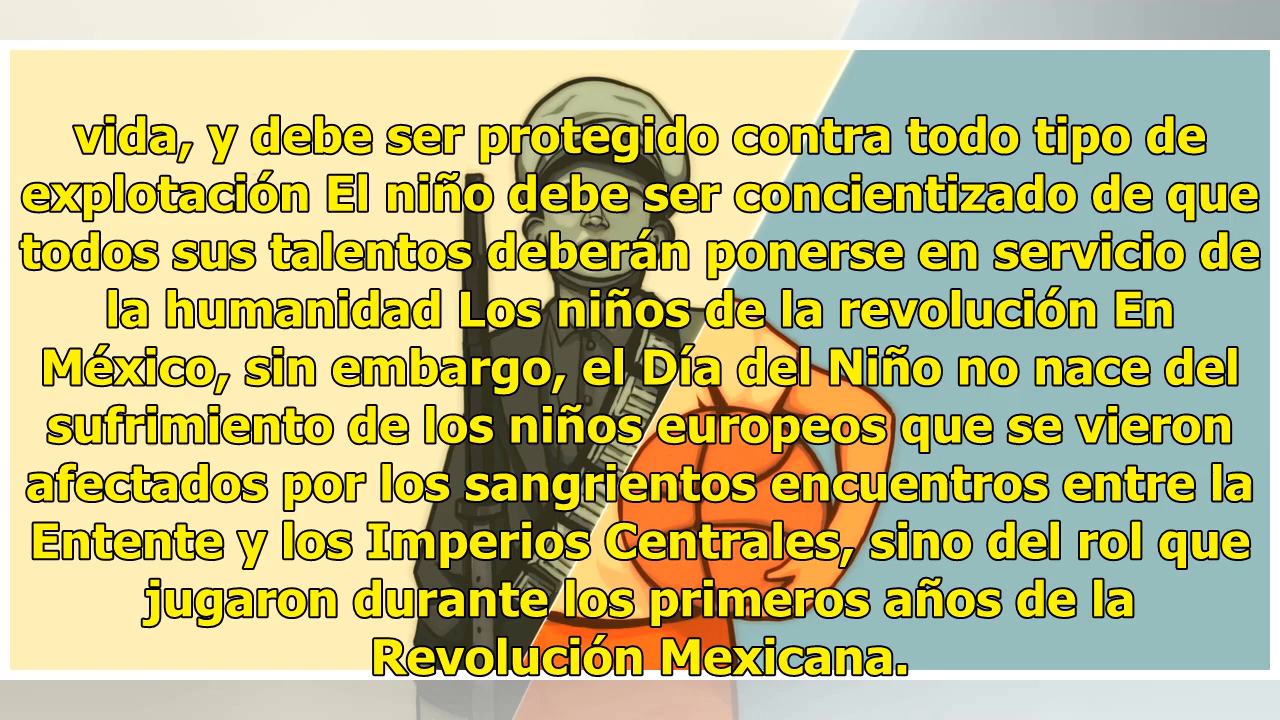 vida, y debe ser protegido contra todo tipo de
explotación El niño debe ser concientizado de que
todos sus talentos deberán ponerse en servicio de
la humanidad Los niños de la revolución En
México, sin embargo, el Día del Niño no nace del
sufrimiento de los niños europeos que se vieron
afectados por los sangrientos encuentros entre la
Entente y los Imperios Centrales, sino del rol que
jugaron durante los primeros años de la
Revolución Mexicana.